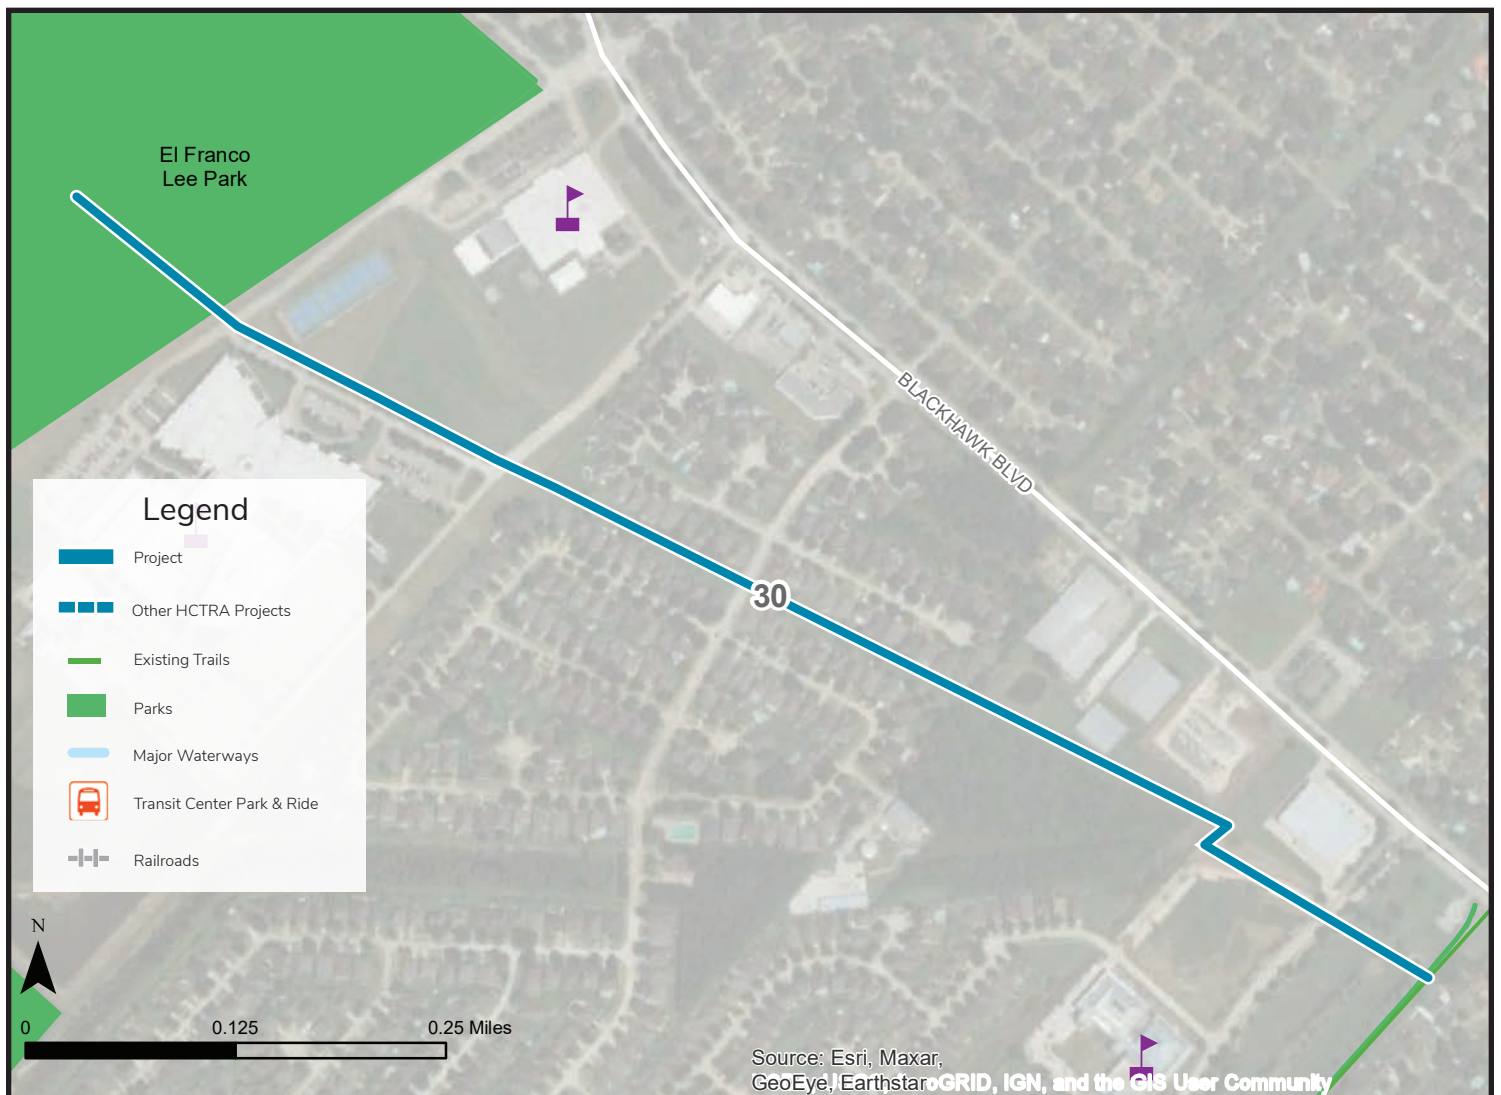 El Franco
Lee Park
BLACKHAWK BLVD
30
Legend
Project
Other HCTRA Projects
Existing Trails
Parks
Major Waterways
Transit Center Park & Ride
Railroads
N
0 0.125 0.25 Miles
Source: Esri, Maxar,
GeoEye, Earthstar oGRID, IGN, and the GIS User Community